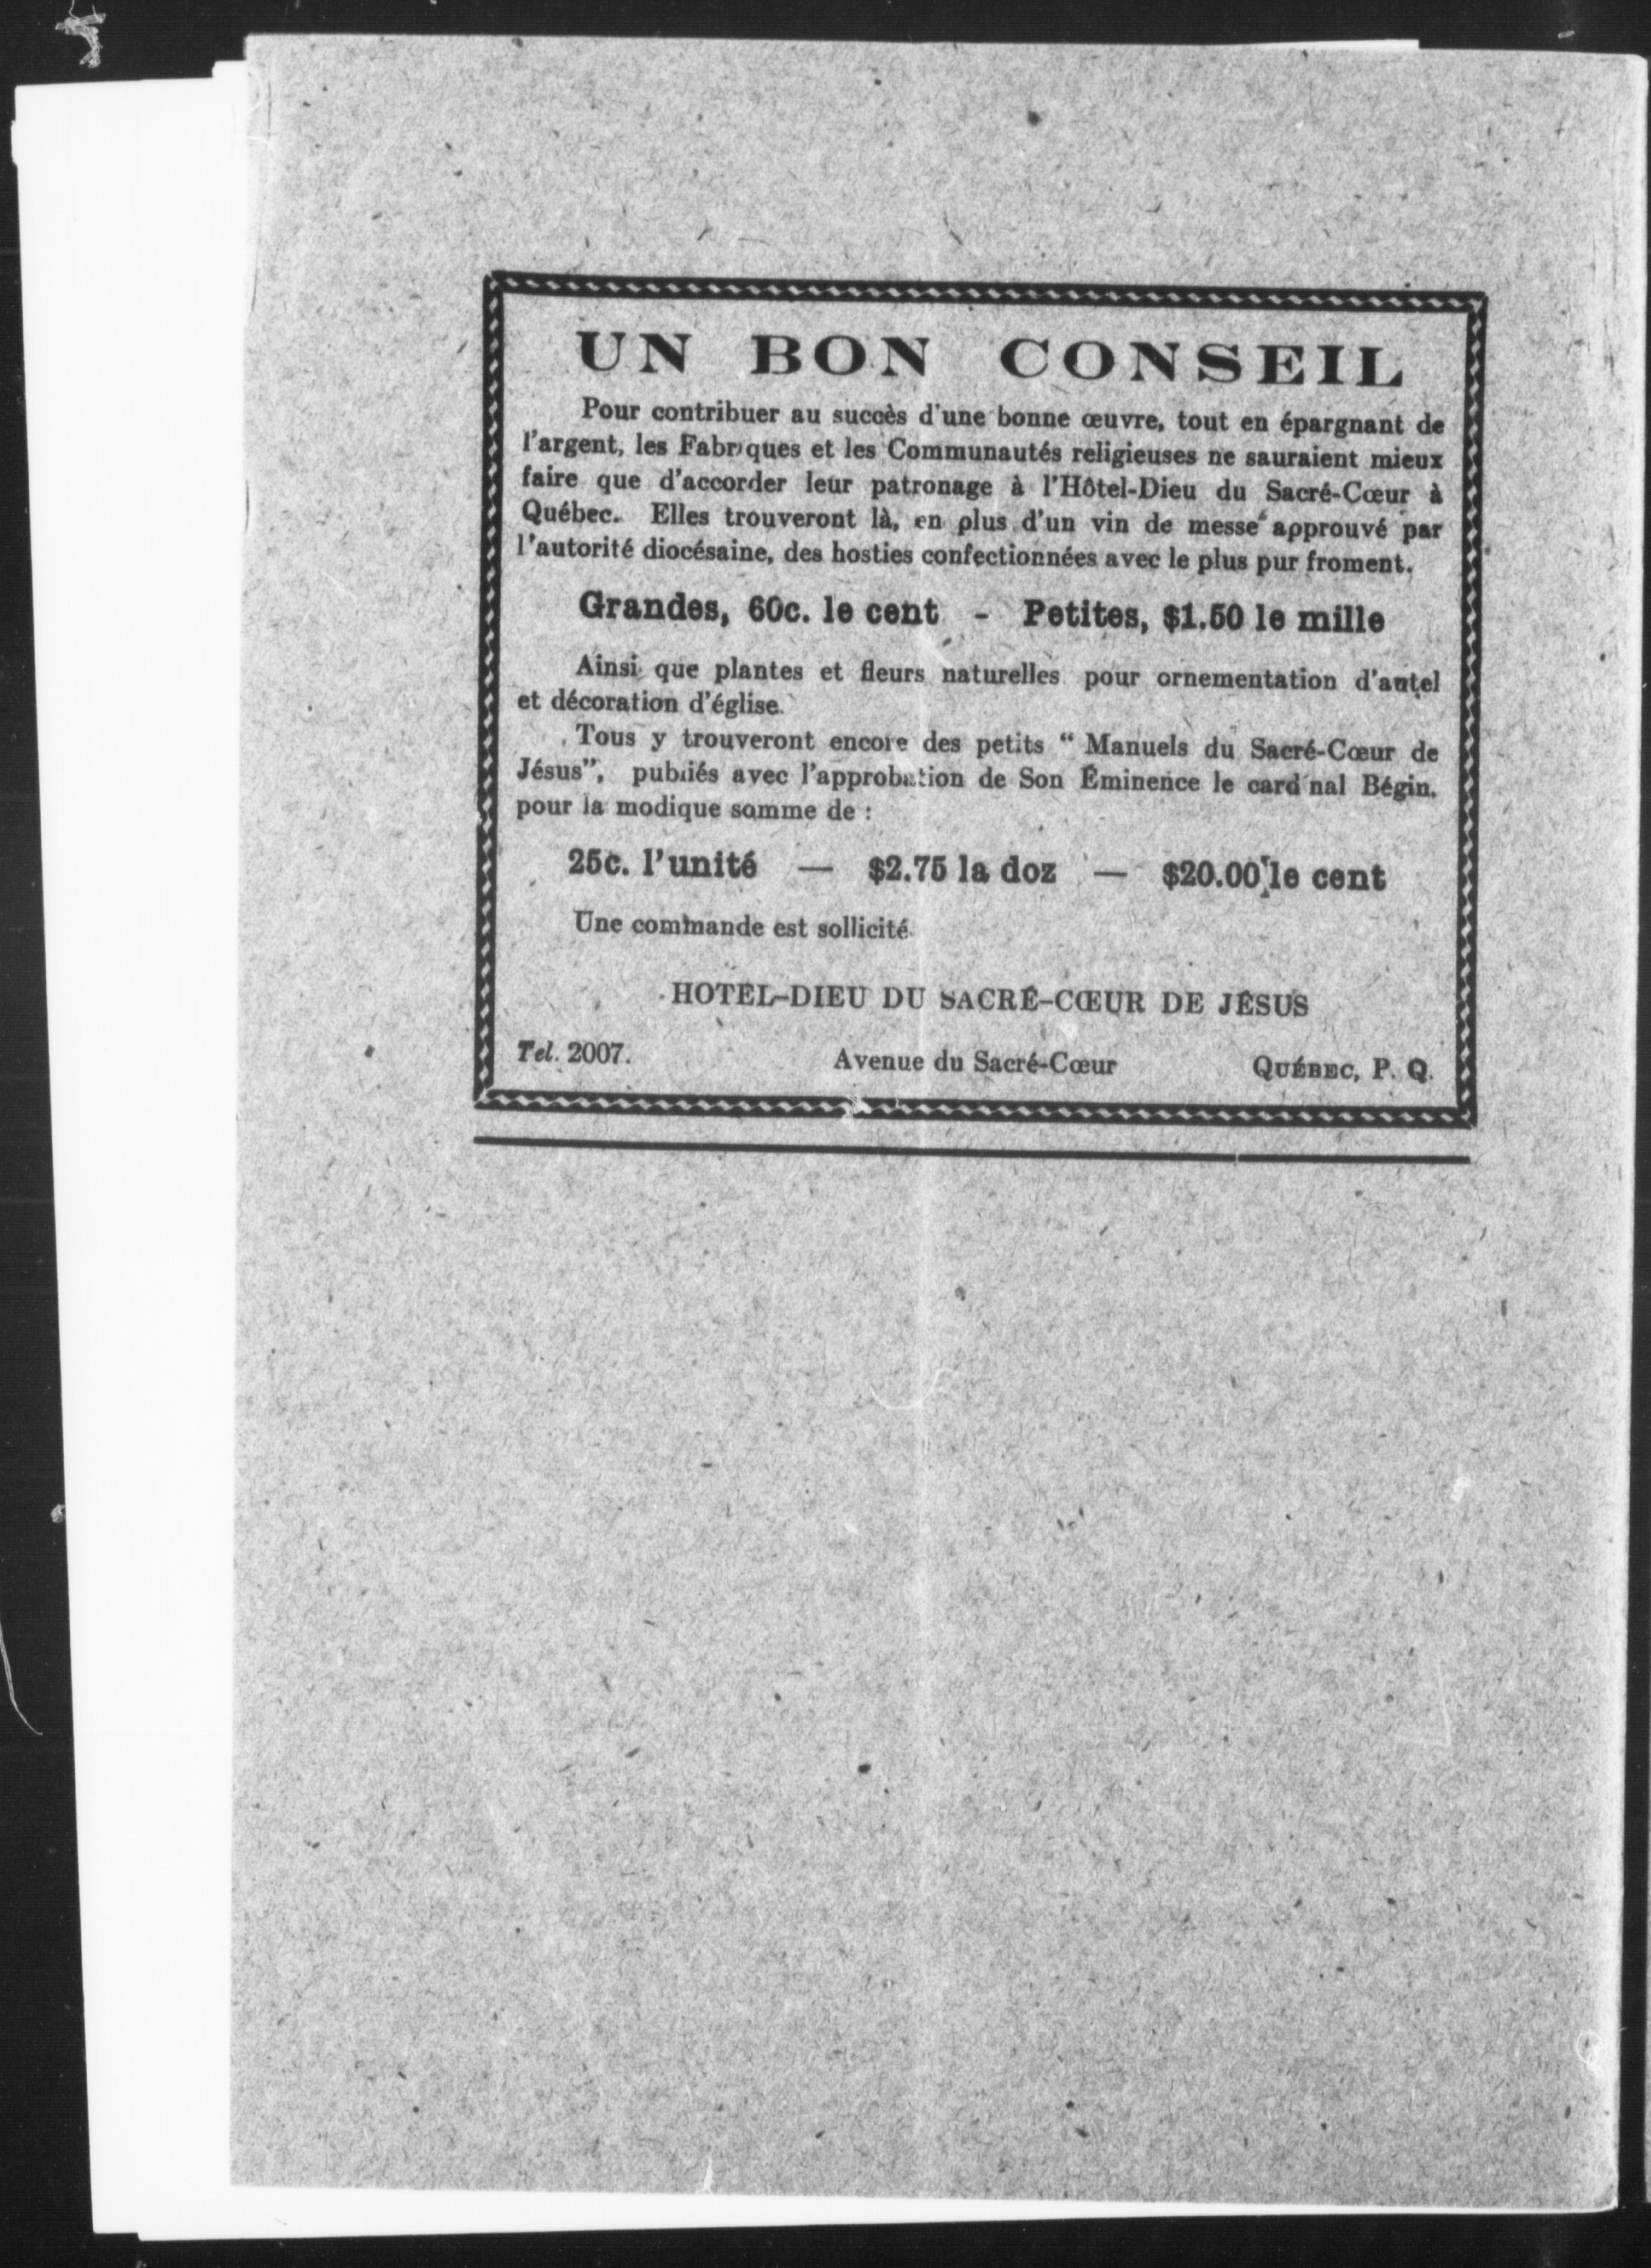 UN BON CONSEIL
Pour contribuer au succès d'une bonne œuvre, tout en épargnant de
l'argent, les Fabriques et les Communautés religieuses ne sauraient mieux
faire que d'accorder leur patronage à l'Hôtel-Dieu du Sacré-Cœur à
Québec. Elles trouveront là, en plus d'un vin de messe approuvé par
l'autorité diocésaine, des hosties confectionnées avec le plus pur froment.
Grandes, 60c. le cent - Petites, $1.50 le mille
Ainsi que plantes et fleurs naturelles pour ornementation d'autel
et décoration d'église.
Tous y trouveront encore des petits “ Manuels du Sacré-Cœur de
Jésus”, publiés avec l'approbation de Son Éminence le cardinal Bégin,
pour la modique somme de :
25c. l'unité — $2.75 la doz — $20.00 le cent
Une commande est sollicité.
HOTEL-DIEU DU SACRÉ-CŒUR DE JÉSUS
Tel. 2007. Avenue du Sacré-Cœur QUÉBEC, P. Q.